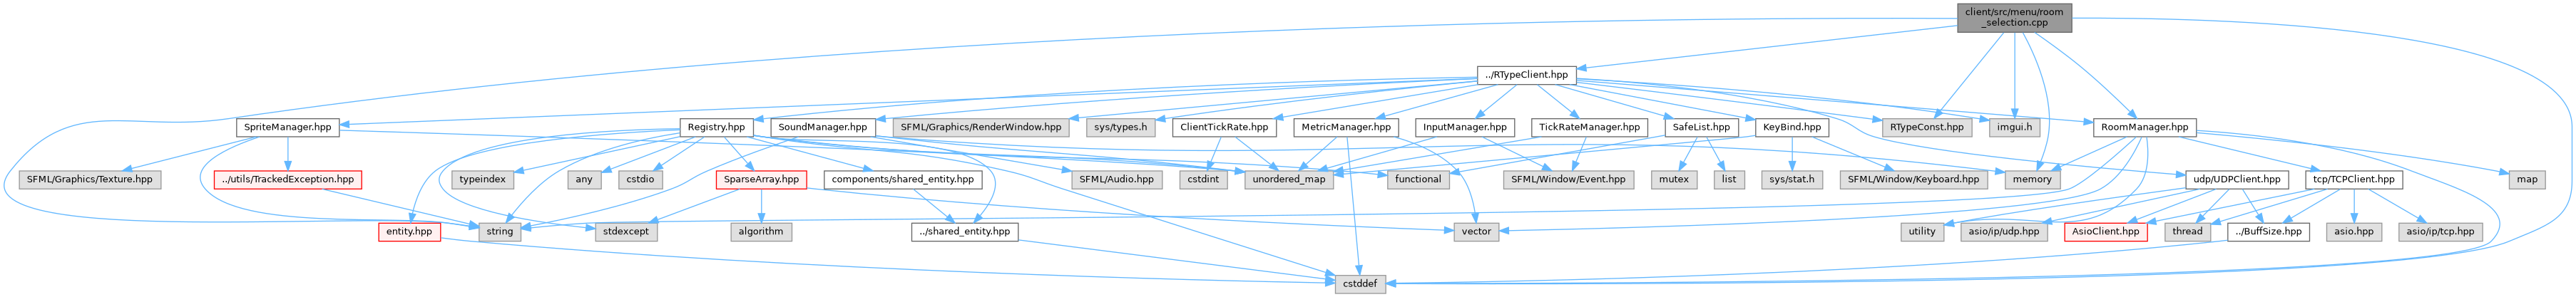 client/src/menu/room
_selection.cpp
../RTypeClient.hpp
SpriteManager.hpp
Registry.hpp
SoundManager.hpp
SFML/Graphics/RenderWindow.hpp
sys/types.h
ClientTickRate.hpp
MetricManager.hpp
InputManager.hpp
TickRateManager.hpp
SafeList.hpp
KeyBind.hpp
RTypeConst.hpp
imgui.h
RoomManager.hpp
SFML/Graphics/Texture.hpp
../utils/TrackedException.hpp
typeindex
any
cstdio
SparseArray.hpp
components/shared_entity.hpp
SFML/Audio.hpp
cstdint
unordered_map
functional
SFML/Window/Event.hpp
mutex
list
sys/stat.h
SFML/Window/Keyboard.hpp
memory
udp/UDPClient.hpp
tcp/TCPClient.hpp
map
entity.hpp
string
stdexcept
algorithm
../shared_entity.hpp
vector
utility
asio/ip/udp.hpp
AsioClient.hpp
thread
../BuffSize.hpp
asio.hpp
asio/ip/tcp.hpp
cstddef